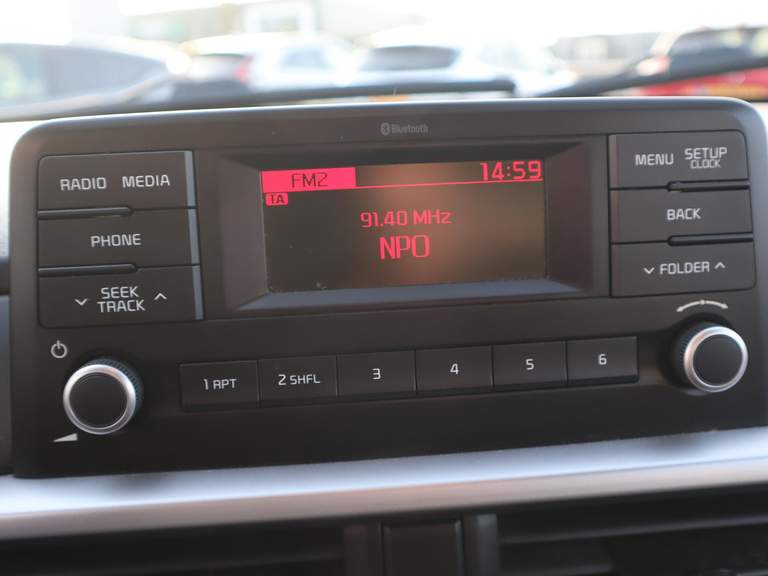 Bluetooth
RADIO MEDIA
PHONE
SEEK
TRACK
FM2 14:59
TA
91.40 MHz
NPO
MENU SETUP
CLOCK
BACK
FOLDER
1 RPT 2 SHFL 3 4 5 6